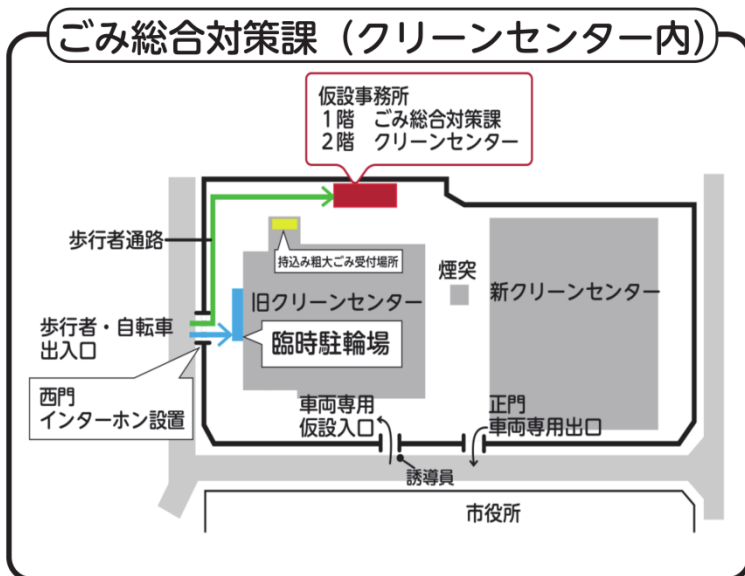 ごみ総合対策課（クリーンセンター内）
仮設事務所
1階　ごみ総合対策課
2階　クリーンセンター
歩行者通路
持込み粗大ごみ受付場所
煙突
旧クリーンセンター
新クリーンセンター
歩行者・自転車
出入口
臨時駐輪場
西門
インターホン設置
車両専用
仮設入口
正門
車両専用出口
誘導員
市役所